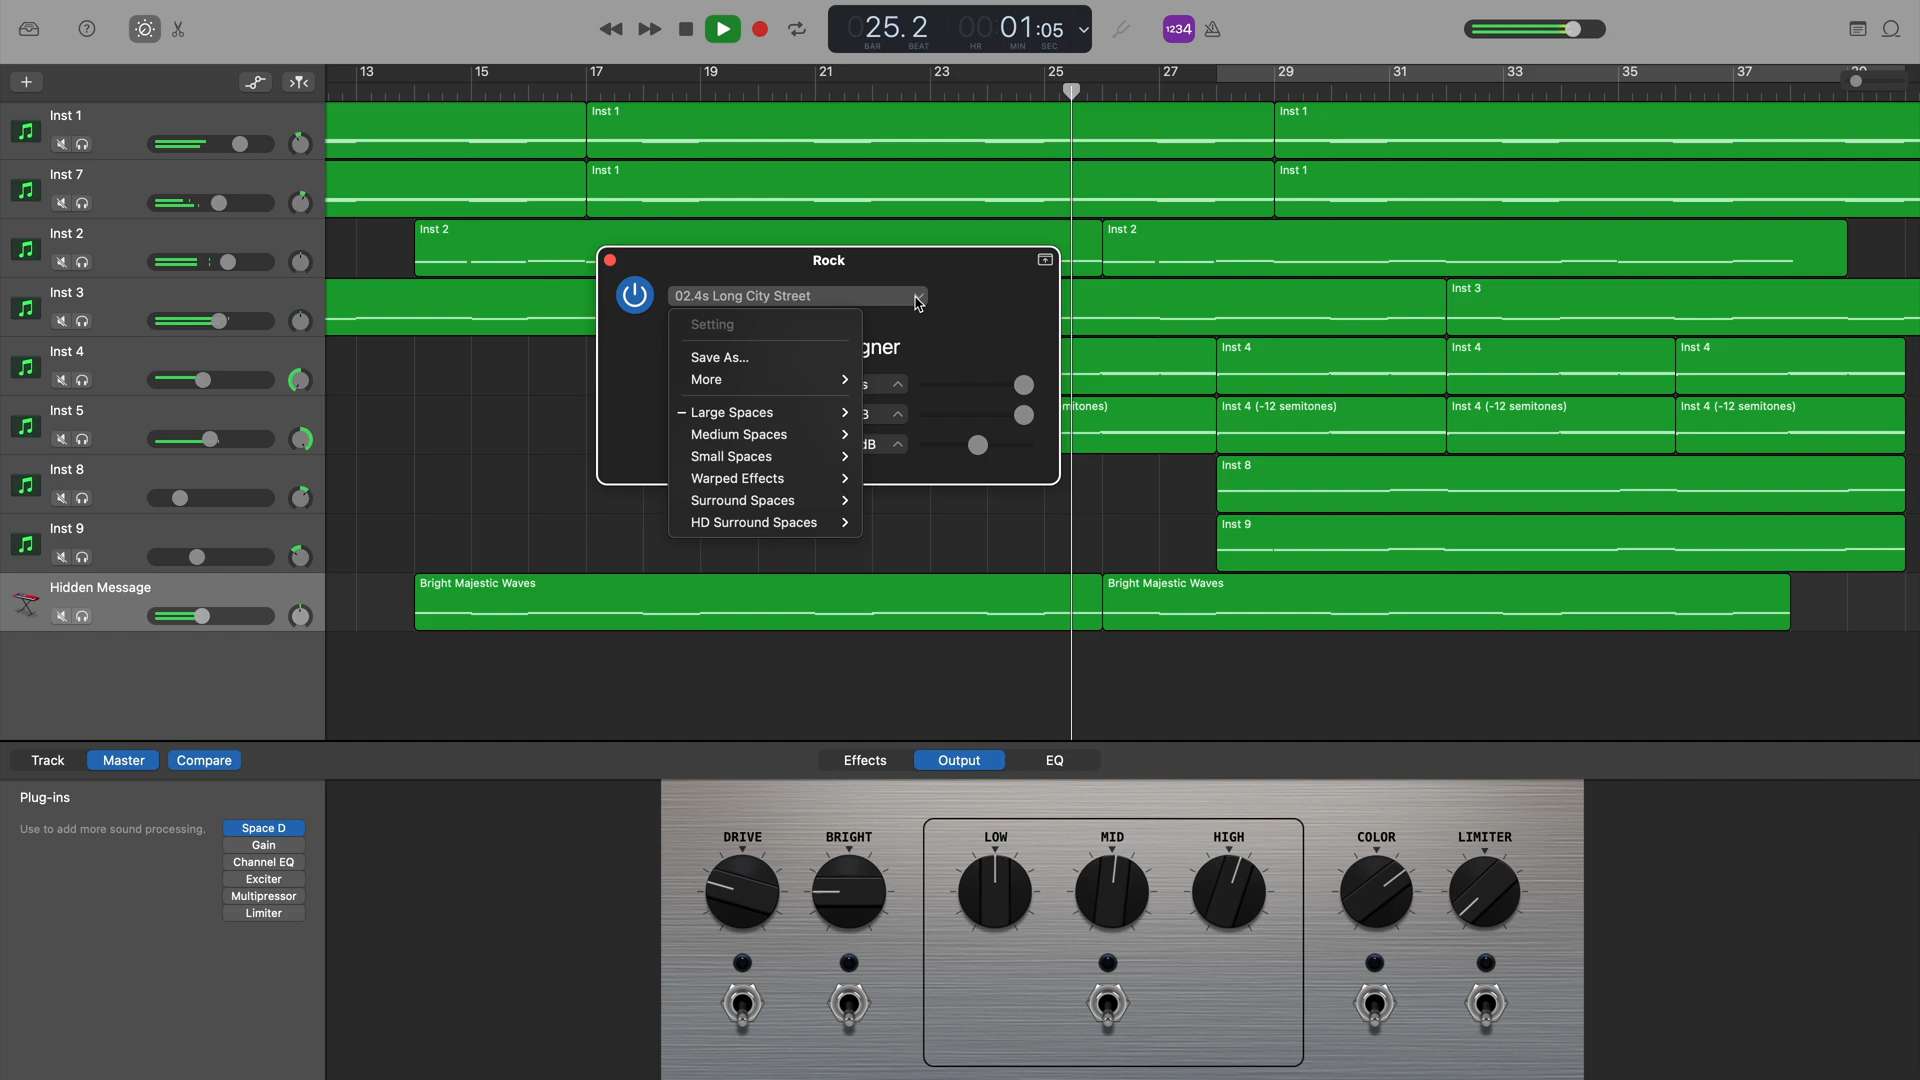 025.2
BAR BEAT
00:01:05
HR MIN SEC
1234
13 15 17 19 21 23 25 27 29 31 33 35 37
Inst 1
Inst 1
Inst 1
Inst 7
Inst 1
Inst 1
Inst 2
Inst 2
Inst 2
Inst 3
Inst 3
Inst 4
Inst 4
Inst 4
Inst 4
Inst 5
mitones)
Inst 4 (-12 semitones)
Inst 4 (-12 semitones)
Inst 4 (-12 semitones)
Inst 8
Inst 8
Inst 9
Inst 9
Hidden Message
Bright Majestic Waves
Bright Majestic Waves
Rock
02.4s Long City Street
gner
s
B
dB
Setting
Save As...
More
Large Spaces
Medium Spaces
Small Spaces
Warped Effects
Surround Spaces
HD Surround Spaces
Track
Master
Compare
Effects
Output
EQ
Plug-ins
Use to add more sound processing.
Space D
Gain
Channel EQ
Exciter
Multipressor
Limiter
DRIVE
BRIGHT
LOW
MID
HIGH
COLOR
LIMITER